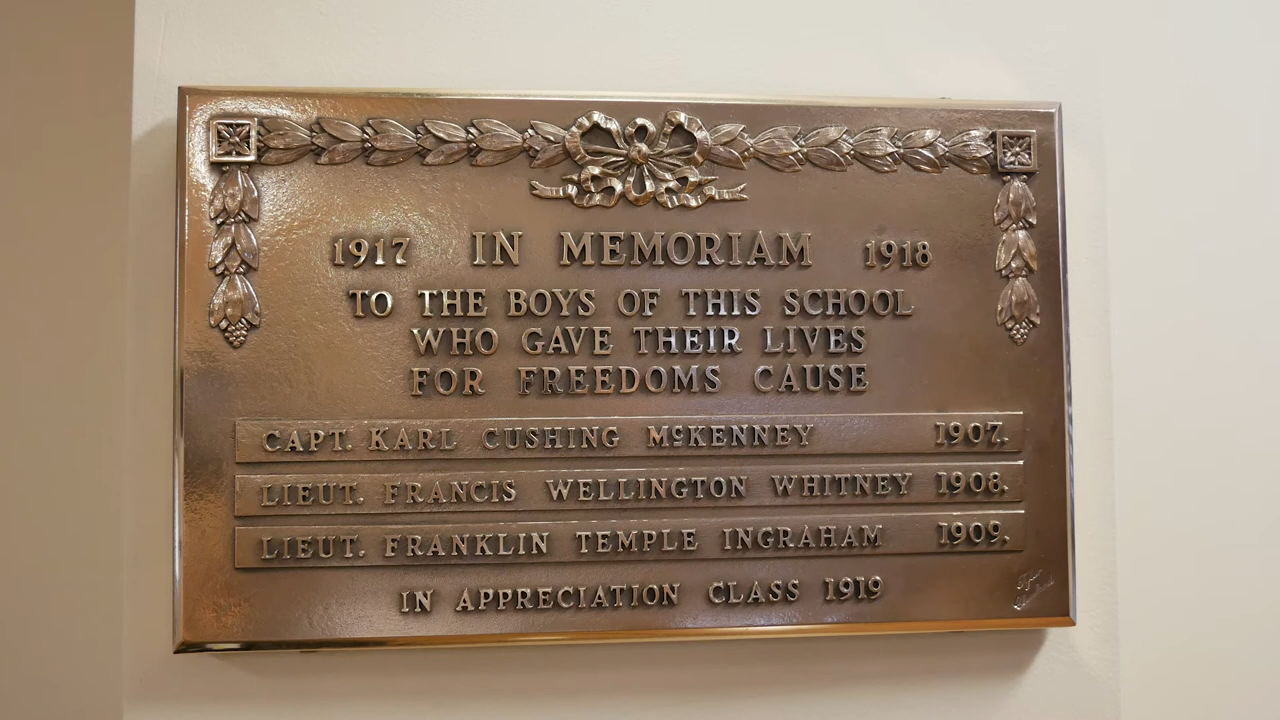 1917 IN MEMORIAM 1918
TO THE BOYS OF THIS SCHOOL
WHO GAVE THEIR LIVES
FOR FREEDOMS CAUSE
CAPT. KARL CUSHING McKENNEY 1907.
LIEUT. FRANCIS WELLINGTON WHITNEY 1908.
LIEUT. FRANKLIN TEMPLE INGRAHAM 1909.
IN APPRECIATION CLASS 1919